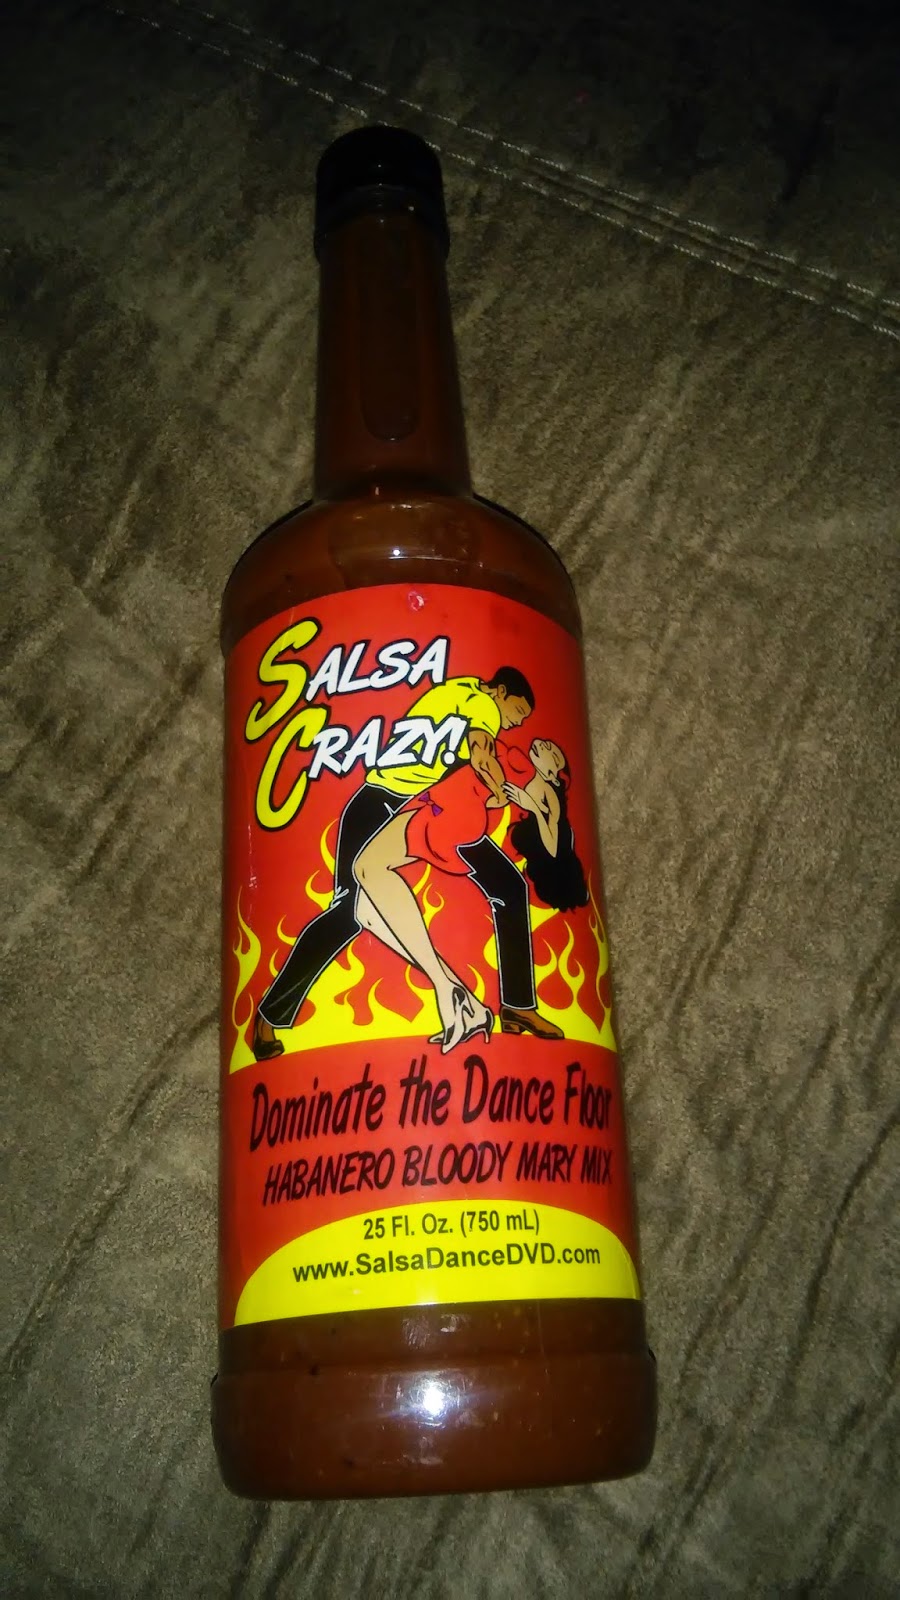 SALSA
CRAZY!
Dominate the Dance Floor
HABANERO BLOODY MARY MIX
25 Fl. Oz. (750 mL)
www.SalsaDanceDVD.com